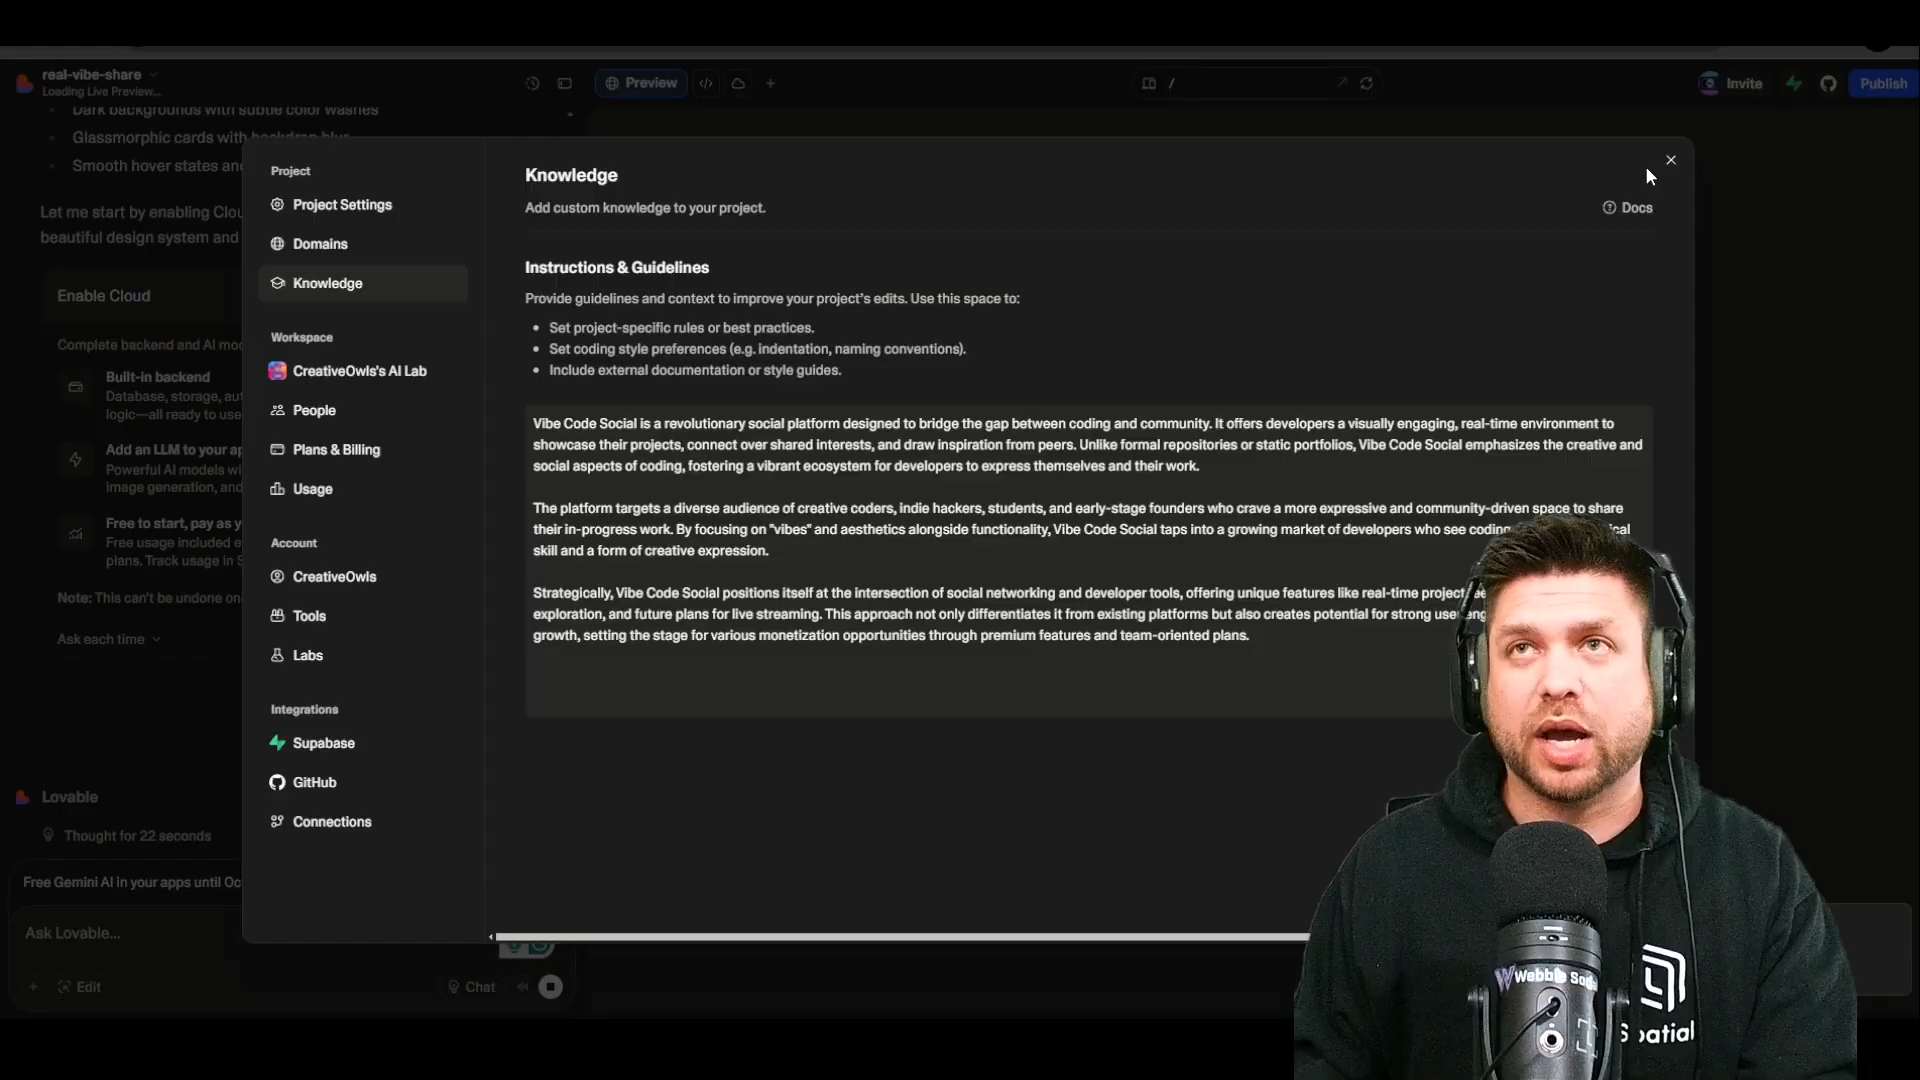 real-vibe-share
Loading Live Preview...
Preview
/
Invite
Publish
Dark backgrounds with subtle color washes
Glassmorphic cards with backdrop blur
Smooth hover states and
Let me start by enabling Clou
beautiful design system and
Enable Cloud
Complete backend and AI mod
Built-in backend
Database, storage, aut
logic—all ready to use
Add an LLM to your ap
Powerful AI models wi
image generation, and
Free to start, pay as y
Free usage included e
plans. Track usage in S
Note: This can't be undone on
Ask each time
Lovable
Thought for 22 seconds
Free Gemini AI in your apps until Oc
Ask Lovable...
+ Edit
Chat
Project
Project Settings
Domains
Knowledge
Workspace
CreativeOwls's AI Lab
People
Plans & Billing
Usage
Account
CreativeOwls
Tools
Labs
Integrations
Supabase
GitHub
Connections
Knowledge
Add custom knowledge to your project.
Docs
Instructions & Guidelines
Provide guidelines and context to improve your project's edits. Use this space to:
Set project-specific rules or best practices.
Set coding style preferences (e.g. indentation, naming conventions).
Include external documentation or style guides.
Vibe Code Social is a revolutionary social platform designed to bridge the gap between coding and community. It offers developers a visually engaging, real-time environment to
showcase their projects, connect over shared interests, and draw inspiration from peers. Unlike formal repositories or static portfolios, Vibe Code Social emphasizes the creative and
social aspects of coding, fostering a vibrant ecosystem for developers to express themselves and their work.
The platform targets a diverse audience of creative coders, indie hackers, students, and early-stage founders who crave a more expressive and community-driven space to share
their in-progress work. By focusing on "vibes" and aesthetics alongside functionality, Vibe Code Social taps into a growing market of developers who see coding
skill and a form of creative expression.
Strategically, Vibe Code Social positions itself at the intersection of social networking and developer tools, offering unique features like real-time project
exploration, and future plans for live streaming. This approach not only differentiates it from existing platforms but also creates potential for strong user
growth, setting the stage for various monetization opportunities through premium features and team-oriented plans.
Webble
patial